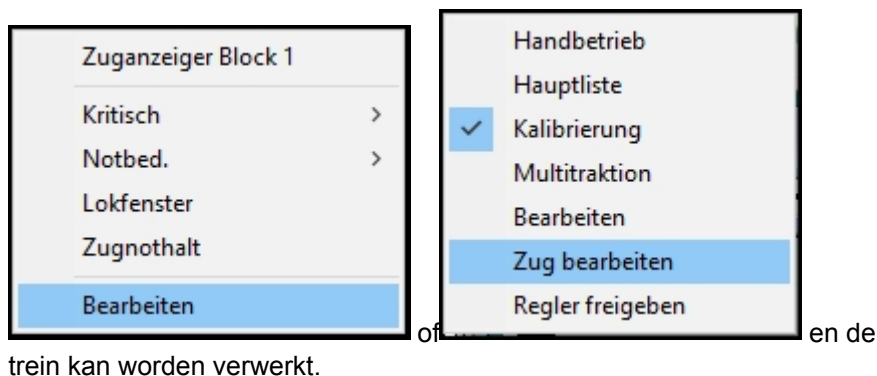 Zuganzeiger Block 1
Kritisch
Notbed.
Lokfenster
Zugnothalt
Bearbeiten
Handbetrieb
Hauptliste
Kalibrierung
Multitraktion
Bearbeiten
Zug bearbeiten
Regler freigeben
of en de
trein kan worden verwerkt.